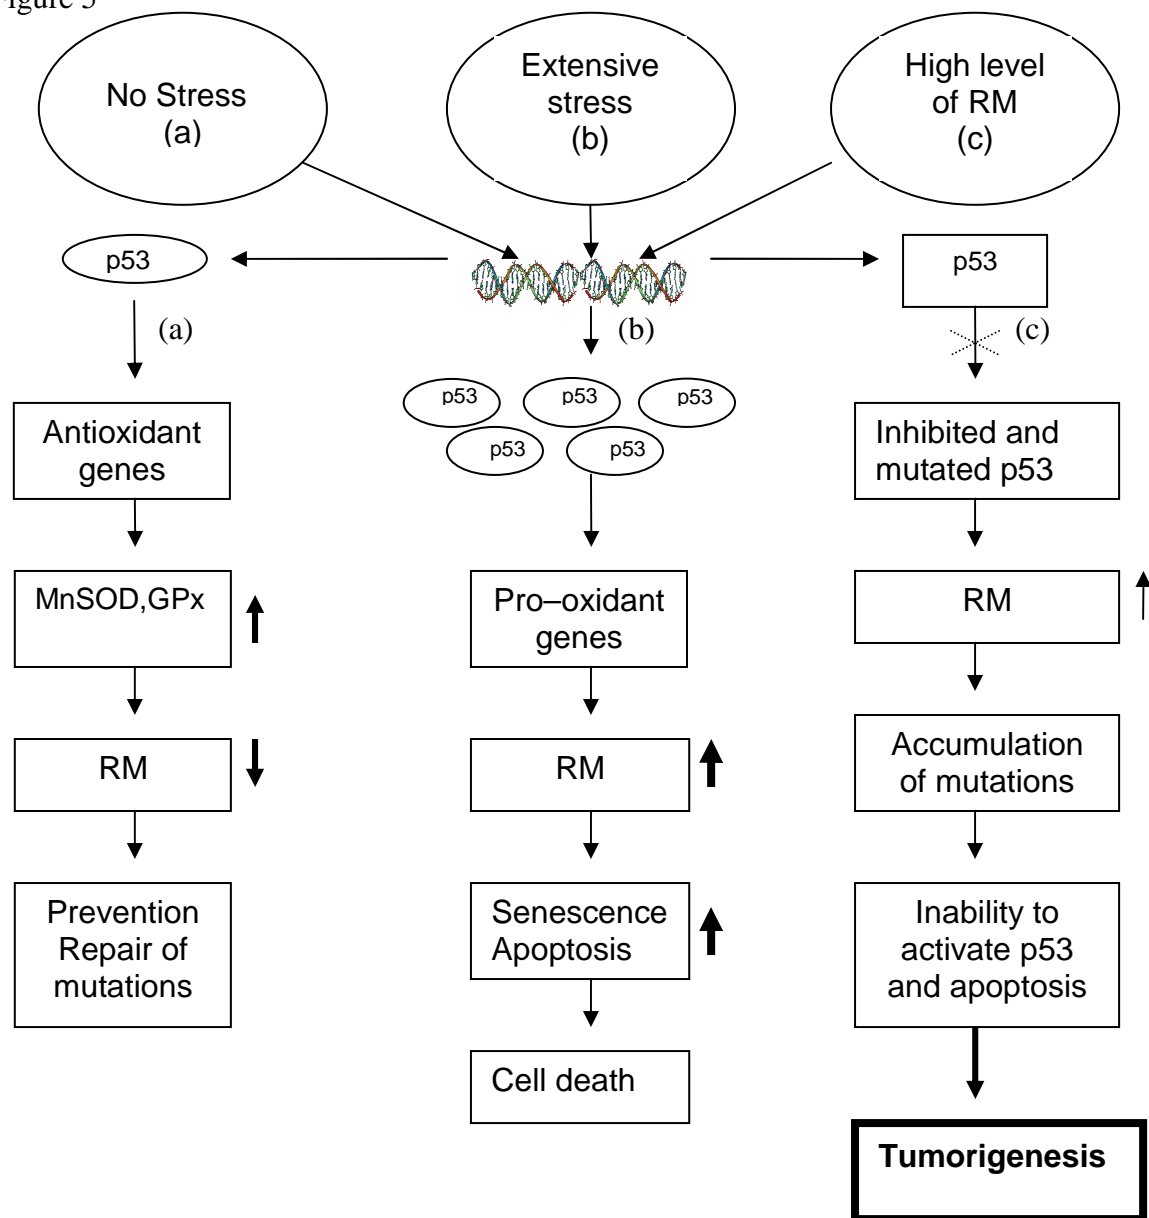 Figure 5
No Stress
(a)
Extensive
stress
(b)
High level
of RM
(c)
p53
p53
(a)
(b)
(c)
p53
p53
p53
p53
p53
Antioxidant
genes
Inhibited and
mutated p53
MnSOD,GPx
Pro–oxidant
genes
RM
RM
RM
Accumulation
of mutations
Prevention
Repair of
mutations
Senescence
Apoptosis
Inability to
activate p53
and apoptosis
Cell death
Tumorigenesis